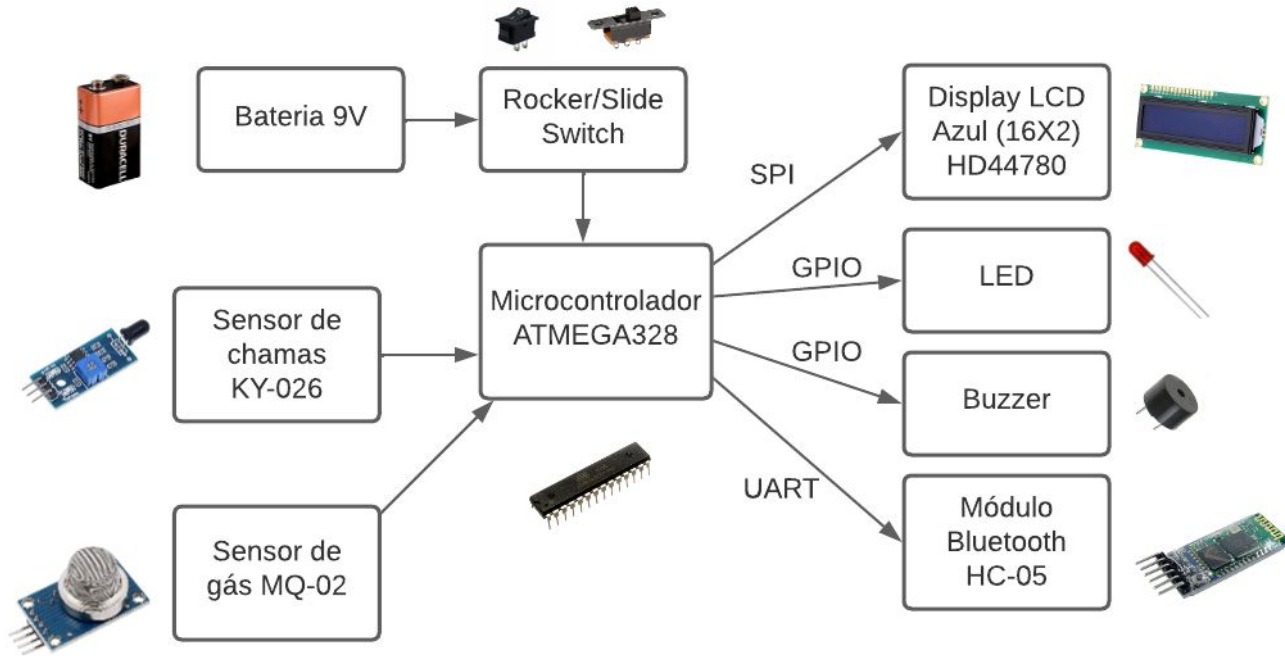 Bateria 9V
Rocker/Slide
Switch
Display LCD
Azul (16X2)
HD44780
SPI
GPIO
LED
Microcontrolador
ATMEGA328
Sensor de
chamas
KY-026
GPIO
Buzzer
UART
Sensor de
gás MQ-02
Módulo
Bluetooth
HC-05
DURACELL